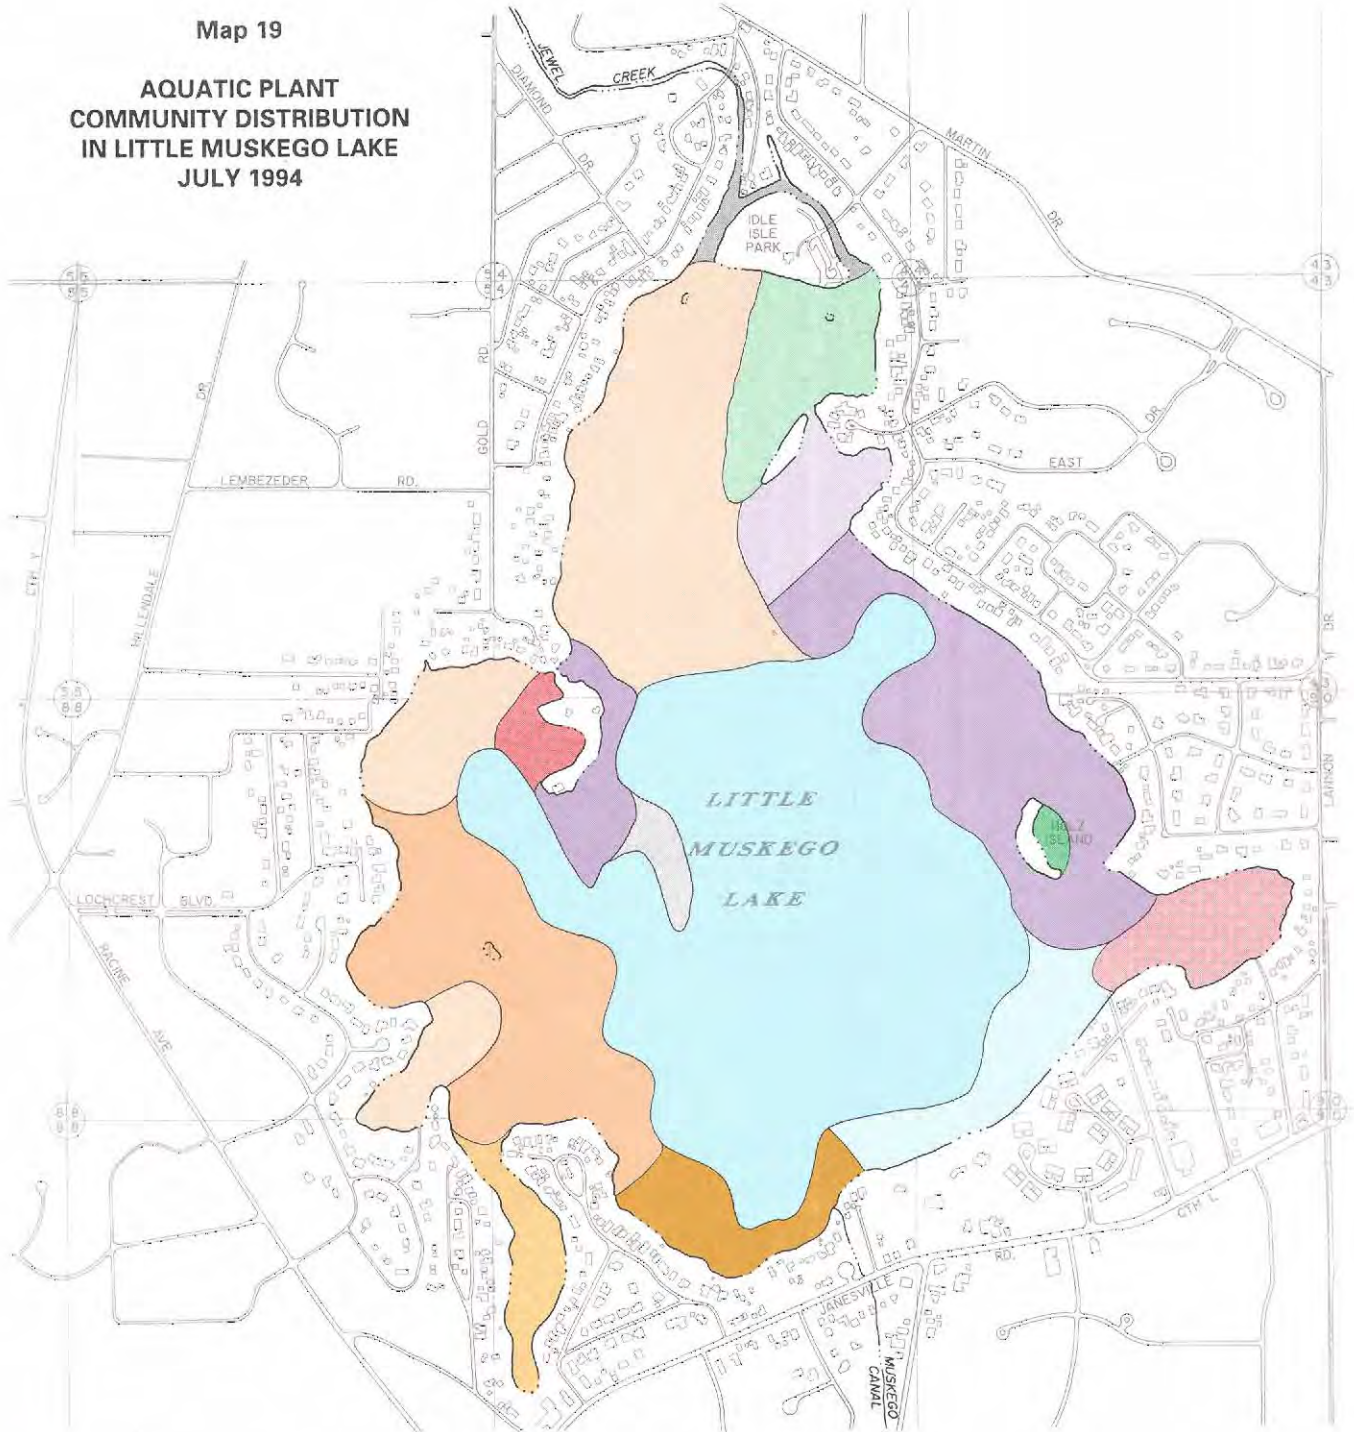 Map 19
AQUATIC PLANT
COMMUNITY DISTRIBUTION
IN LITTLE MUSKEGO LAKE
JULY 1994
JEWEL
CREEK
DIAMOND
DR.
MARTIN
DR.
IDLE
ISLE
PARK
GOLD
RD.
DR.
LEMBEZEDER
RD.
EAST
DR.
CTH Y
HILLENDALE
DR.
LANNON
LITTLE
MUSKEGO
LAKE
ISLAND
LOCHCREST
BLVD.
RACINE
AVE
CTH L
RD.
JANESVILLE
MUSKEGO
CANAL